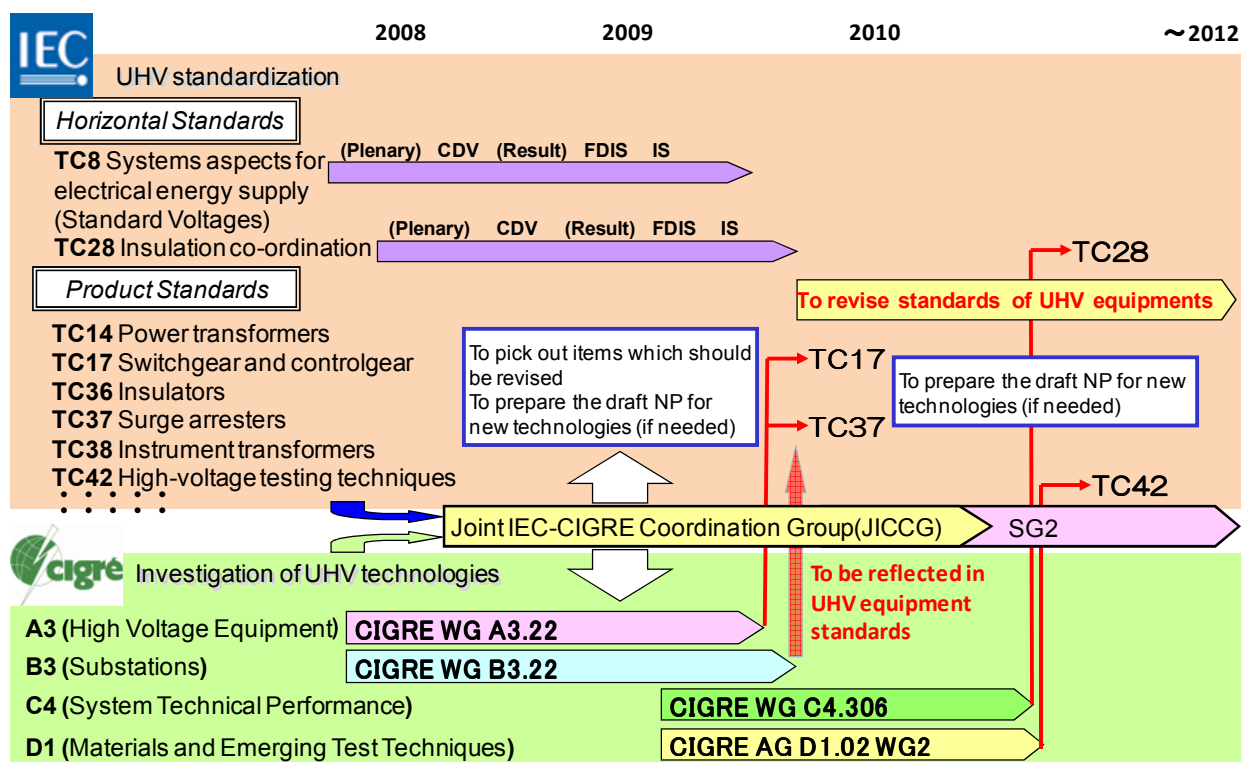 IEC
2008 2009 2010 ～2012
UHV standardization
Horizontal Standards
TC8 Systems aspects for
electrical energy supply
(Standard Voltages)
(Plenary) CDV (Result) FDIS IS
TC28 Insulation co-ordination
(Plenary) CDV (Result) FDIS IS
TC28
Product Standards
To revise standards of UHV equipments
TC14 Power transformers
TC17 Switchgear and controlgear
TC36 Insulators
TC37 Surge arresters
TC38 Instrument transformers
TC42 High-voltage testing techniques
To pick out items which should
be revised
To prepare the draft NP for
new technologies (if needed)
TC17
TC37
To prepare the draft NP for new
technologies (if needed)
TC42
Joint IEC-CIGRE Coordination Group(JICCG)
SG2
cigré
Investigation of UHV technologies
To be reflected in
UHV equipment
standards
A3 (High Voltage Equipment)
CIGRE WG A3.22
B3 (Substations)
CIGRE WG B3.22
C4 (System Technical Performance)
CIGRE WG C4.306
D1 (Materials and Emerging Test Techniques)
CIGRE AG D1.02 WG2